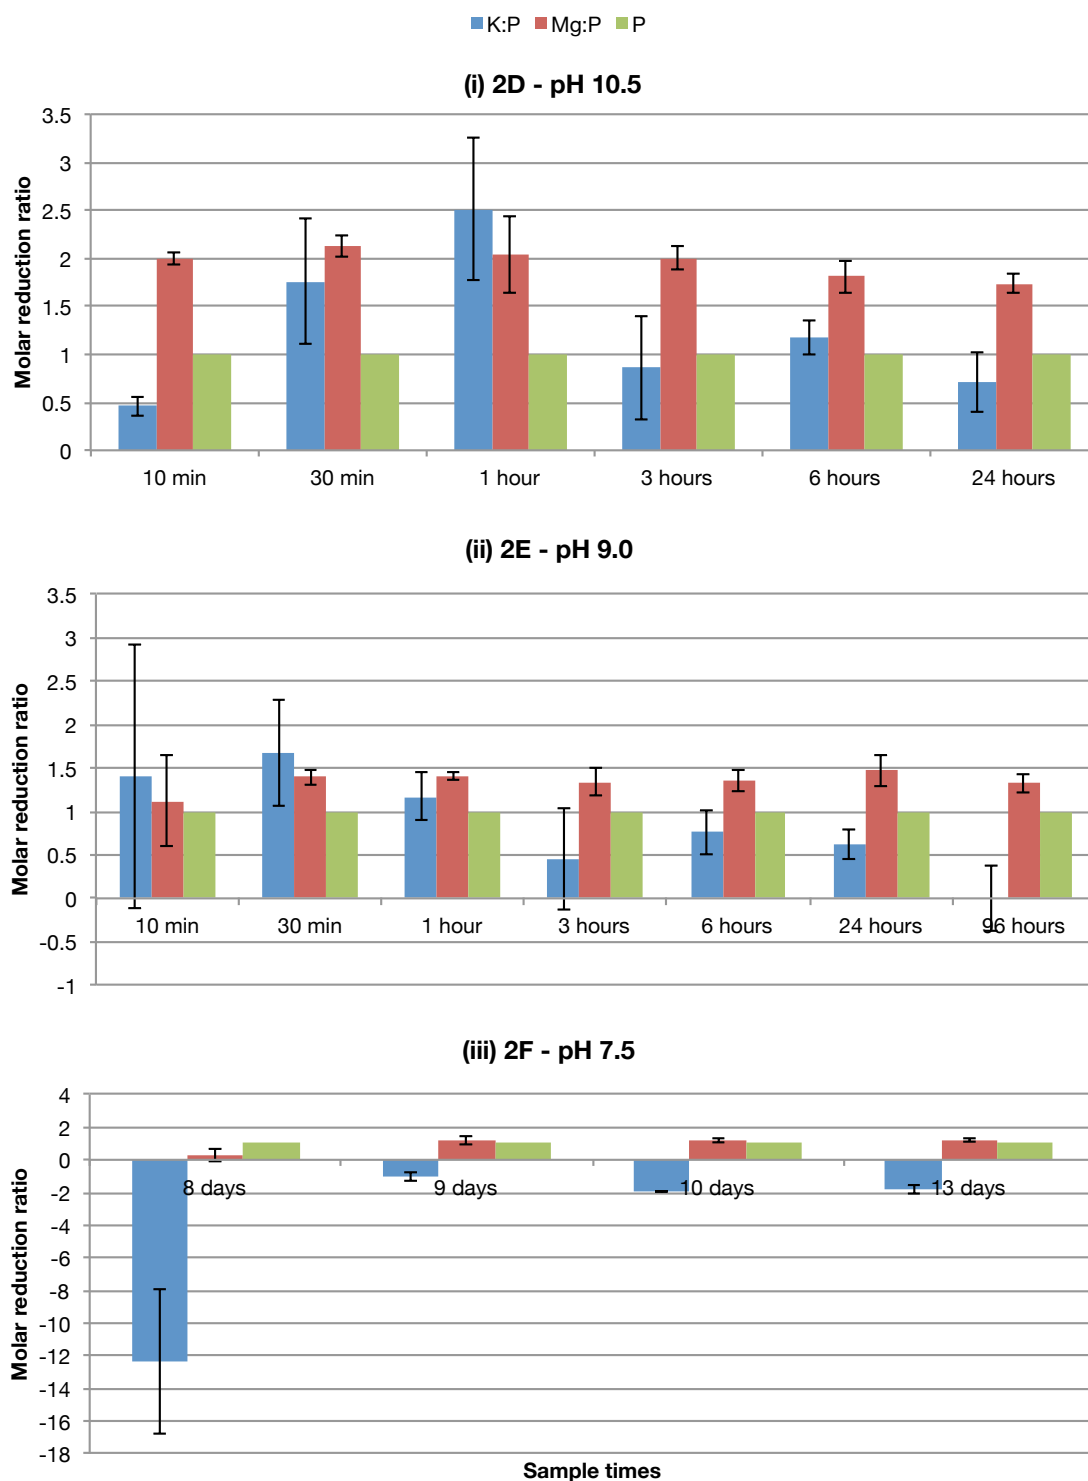 K:P Mg:P P
(i) 2D - pH 10.5
Molar reduction ratio
3.5
3
2.5
2
1.5
1
0.5
0
10 min 30 min 1 hour 3 hours 6 hours 24 hours
(ii) 2E - pH 9.0
Molar reduction ratio
3.5
3
2.5
2
1.5
1
0.5
0
-0.5
-1
10 min 30 min 1 hour 3 hours 6 hours 24 hours 96 hours
(iii) 2F - pH 7.5
Molar reduction ratio
4
2
0
-2
-4
-6
-8
-10
-12
-14
-16
-18
8 days 9 days 10 days 13 days
Sample times